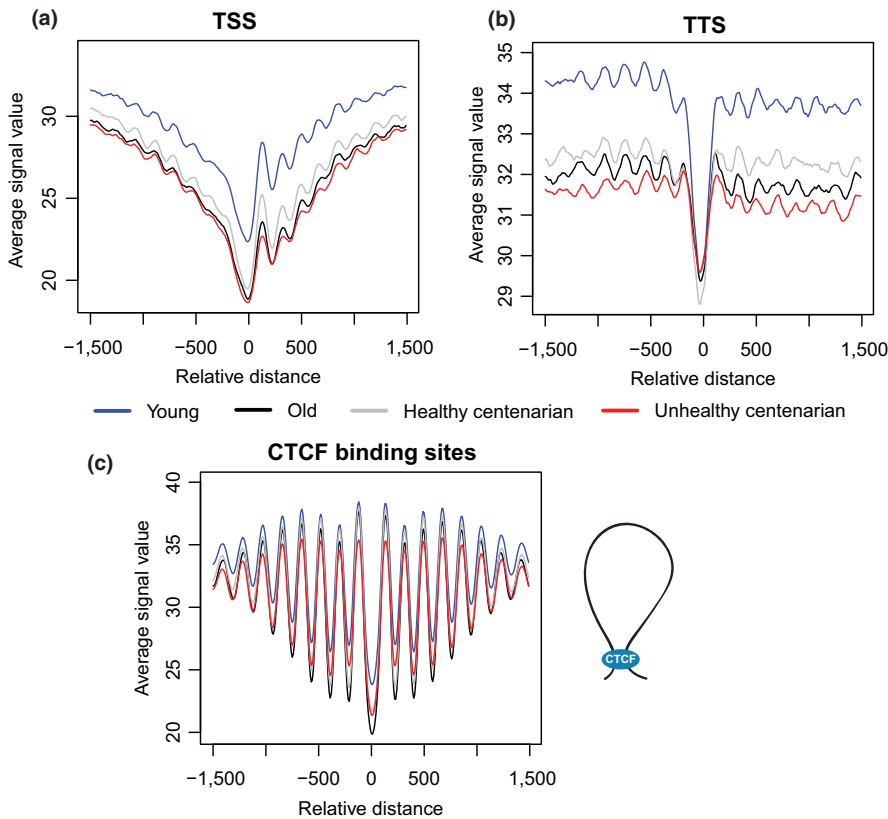 (a)
TSS
Average signal value
30
25
20
−1,500
−500
0
500
1,500
Relative distance
(b)
TTS
Average signal value
35
34
33
32
31
30
29
−1,500
−500
0
500
1,500
Relative distance
Young
Old
Healthy centenarian
Unhealthy centenarian
(c)
CTCF binding sites
Average signal value
40
35
30
25
20
−1,500
−500
0
500
1,500
Relative distance
CTCF